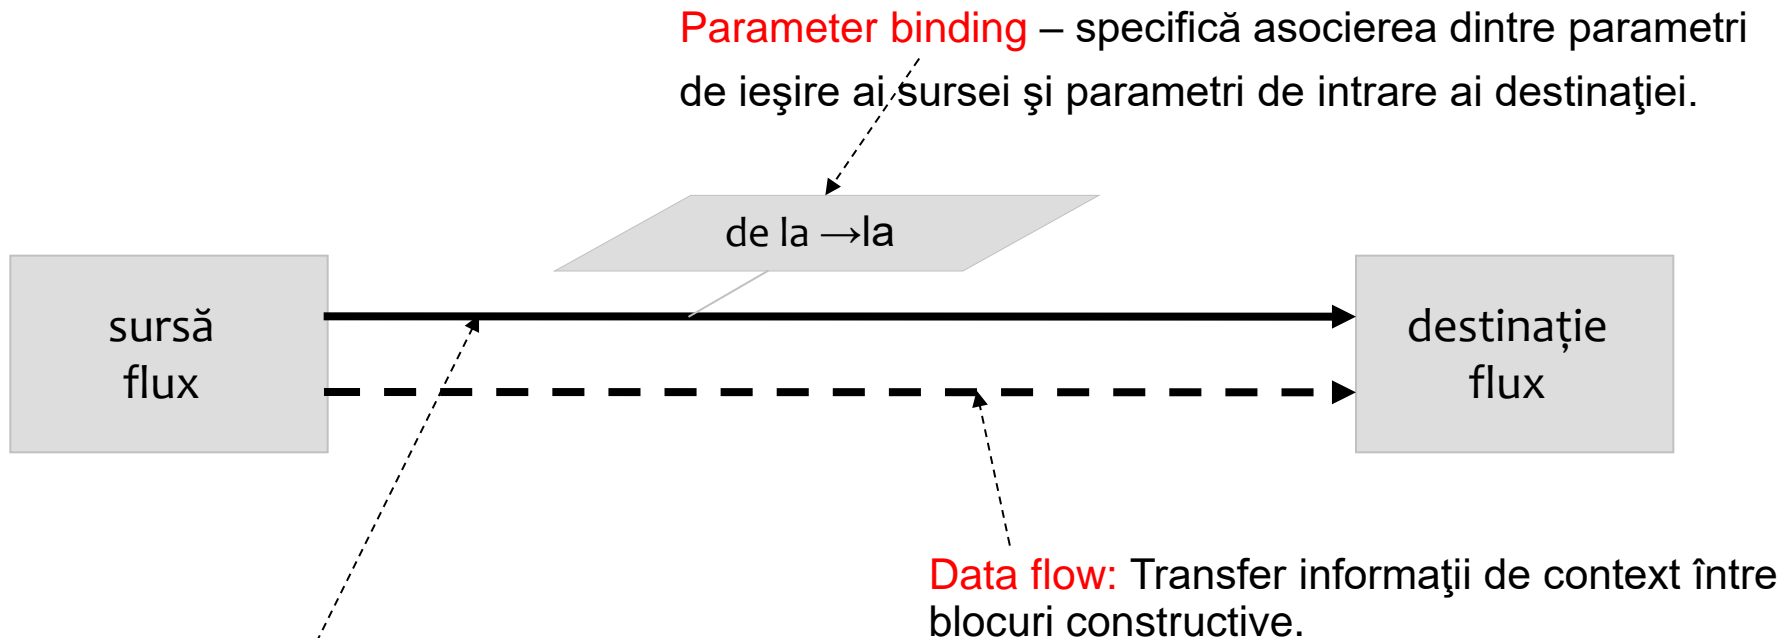 Parameter binding – specifică asocierea dintre parametri
de ieşire ai sursei şi parametri de intrare ai destinaţiei.
de la →la
sursă
flux
destinație
flux
Data flow: Transfer informaţii de context între
blocuri constructive.